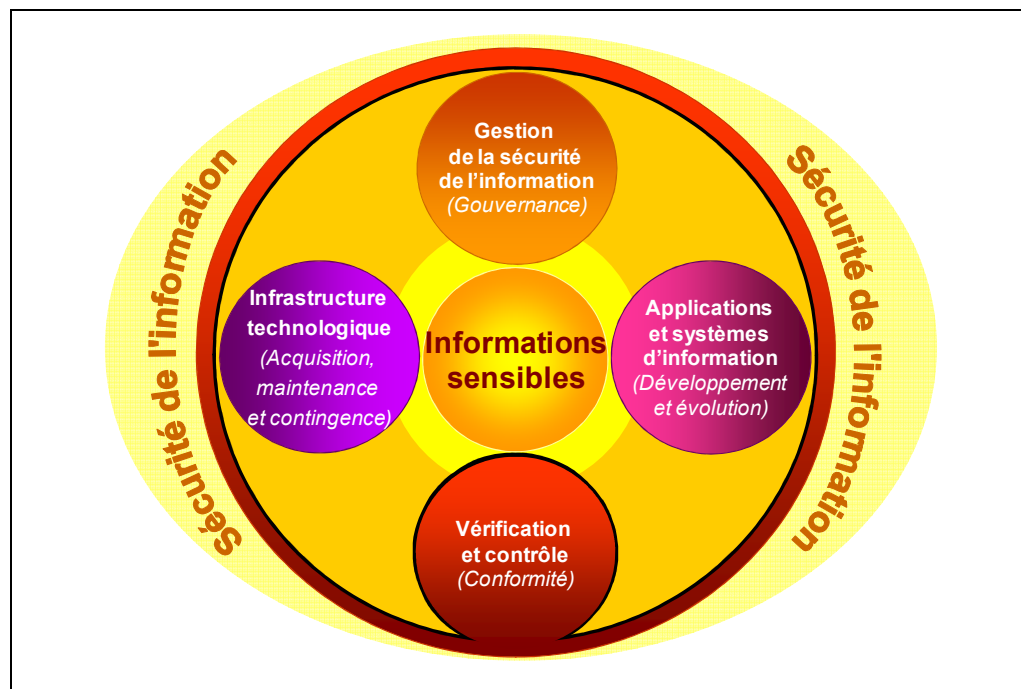 Gestion
de la sécurité
de l’information
(Gouvernance)
Sécurité de l'information
Sécurité de l'information
Infrastructure
technologique
(Acquisition,
maintenance
et contingence)
Informations
sensibles
Applications
et systèmes
d’information
(Développement
et évolution)
Vérification
et contrôle
(Conformité)